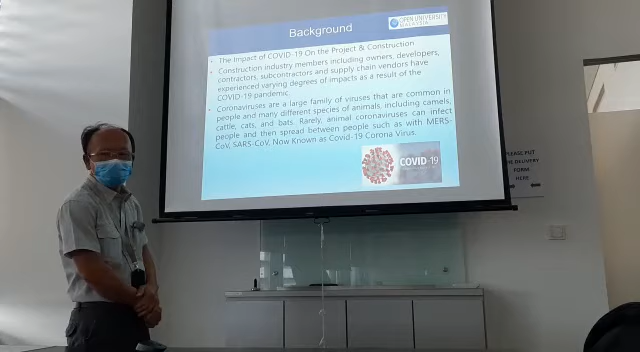 Background
OPEN UNIVERSITY
MALAYSIA
• The Impact of COVID-19 On the Project & Construction
• Construction industry members including owners, developers,
contractors, subcontractors and supply chain vendors have
experienced varying degrees of impacts as a result of the
COVID-19 pandemic.
• Coronaviruses are a large family of viruses that are common in
people and many different species of animals, including camels,
cattle, cats, and bats. Rarely, animal coronaviruses can infect
people and then spread between people such as with MERS-
CoV, SARS-CoV, Now Known as Covid-19 Corona Virus.
COVID-19
PLEASE PUT
THE DELIVERY
FORM
HERE